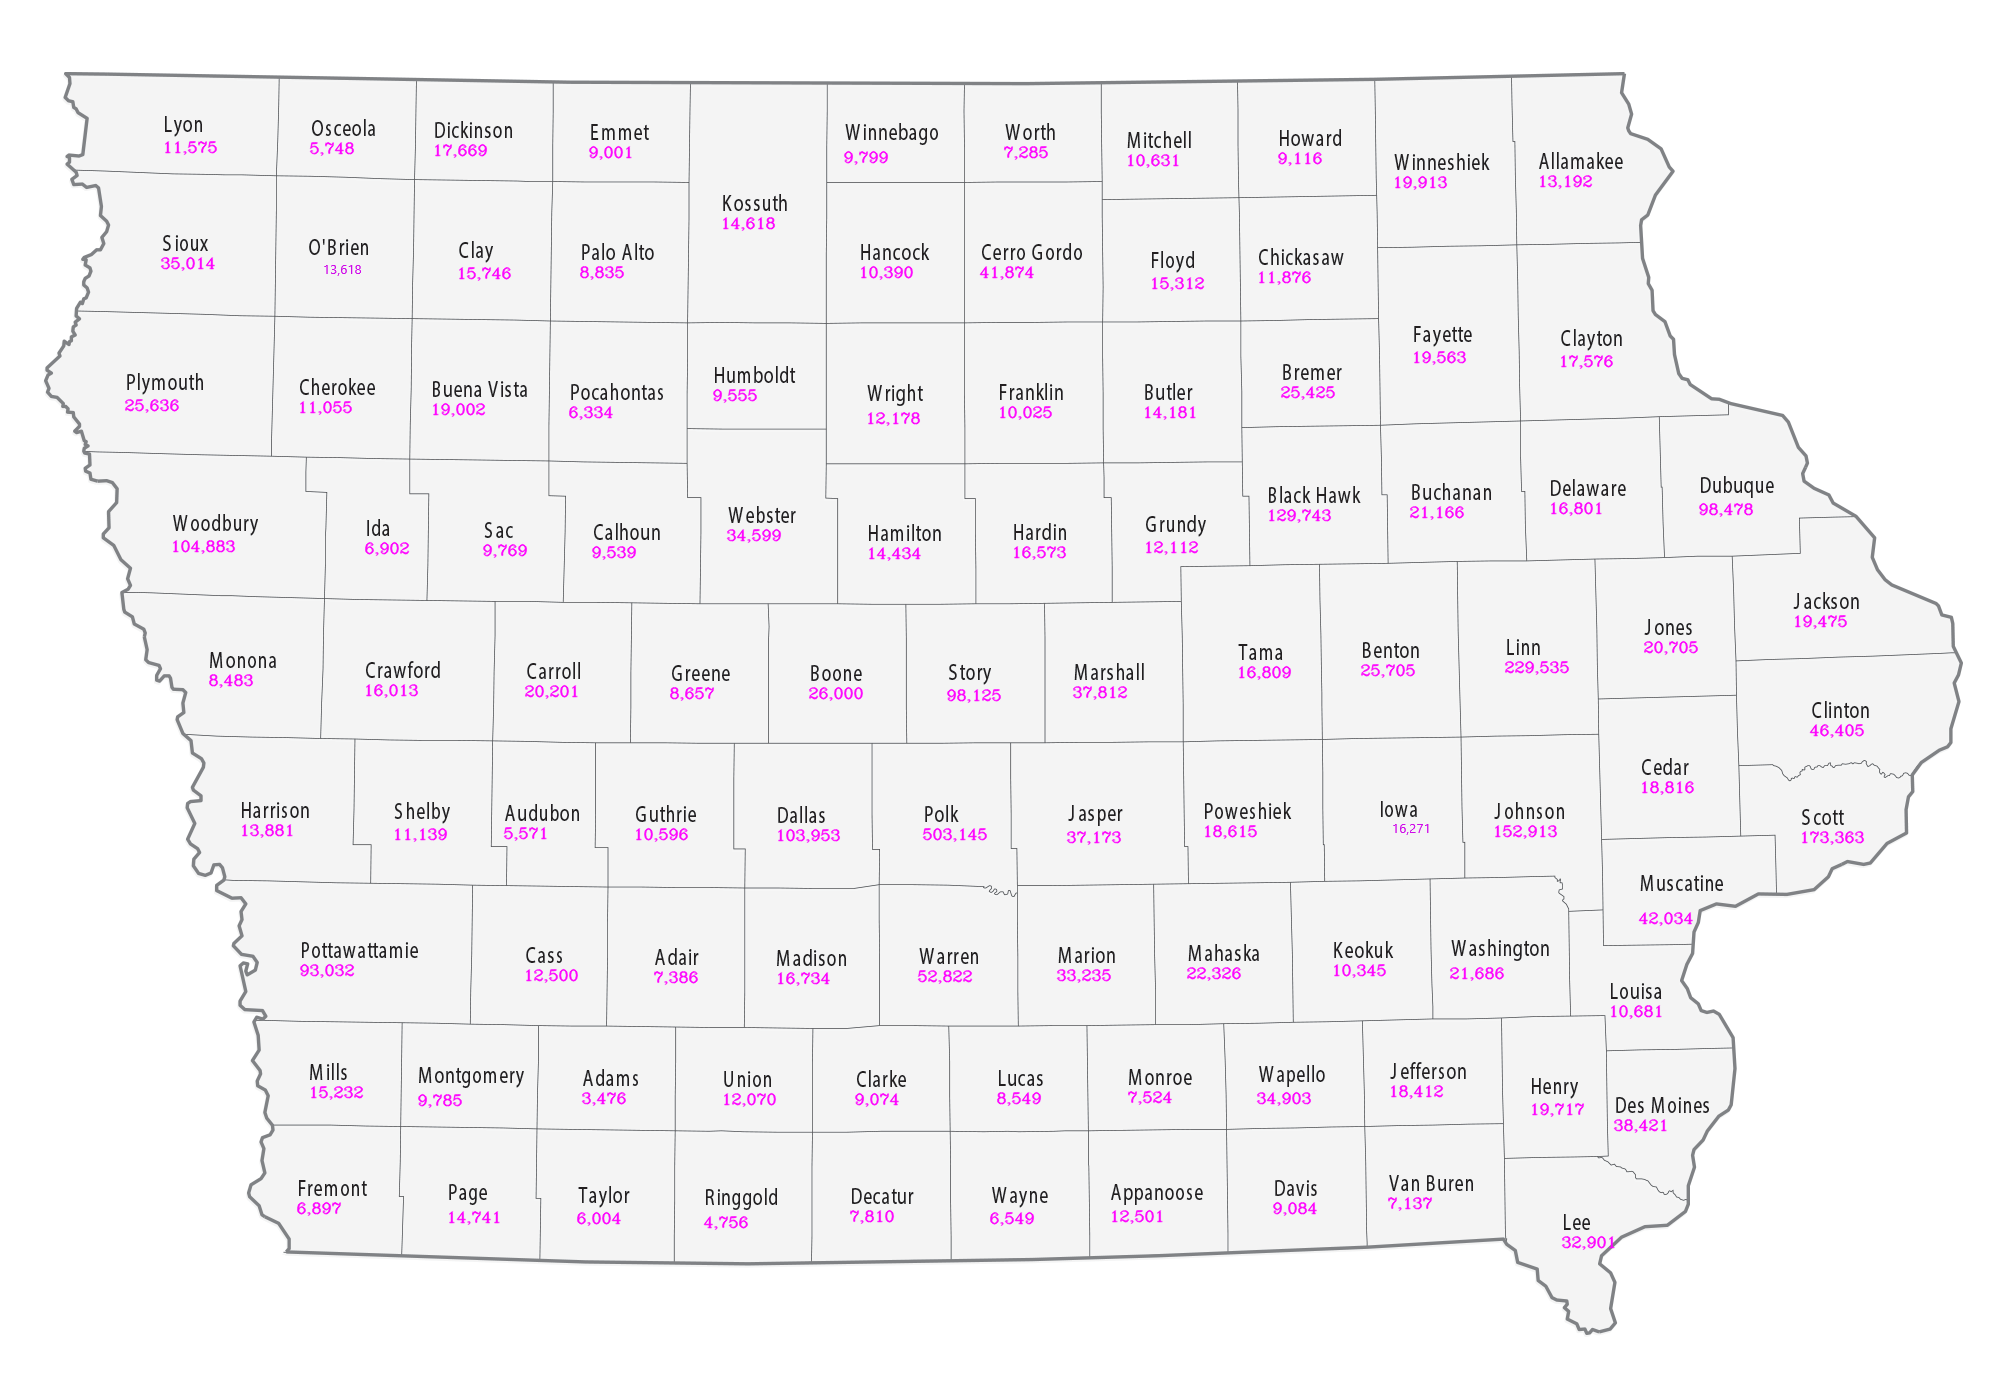 Lyon
11,575
Osceola
5,748
Dickinson
17,669
Emmet
9,001
Kossuth
14,618
Winnebago
9,799
Worth
7,285
Mitchell
10,631
Howard
9,116
Winneshiek
19,913
Allamakee
13,192
Sioux
35,014
O'Brien
13,618
Clay
15,746
Palo Alto
8,835
Hancock
10,390
Cerro Gordo
41,874
Floyd
15,312
Chickasaw
11,876
Fayette
19,563
Clayton
17,576
Plymouth
25,636
Cherokee
11,055
Buena Vista
19,002
Pocahontas
6,334
Humboldt
9,555
Wright
12,178
Franklin
10,025
Butler
14,181
Bremer
25,425
Woodbury
104,883
Ida
6,902
Sac
9,769
Calhoun
9,539
Webster
34,599
Hamilton
14,434
Hardin
16,573
Grundy
12,112
Black Hawk
129,743
Buchanan
21,166
Delaware
16,801
Dubuque
98,478
Monona
8,483
Crawford
16,013
Carroll
20,201
Greene
8,657
Boone
26,000
Story
98,125
Marshall
37,812
Tama
16,809
Benton
25,705
Linn
229,535
Jones
20,705
Jackson
19,475
Clinton
46,405
Harrison
13,881
Shelby
11,139
Audubon
5,571
Guthrie
10,596
Dallas
103,953
Polk
503,145
Jasper
37,173
Poweshiek
18,615
Iowa
16,271
Johnson
152,913
Cedar
18,816
Scott
173,363
Muscatine
42,034
Pottawattamie
93,032
Cass
12,500
Adair
7,386
Madison
16,734
Warren
52,822
Marion
33,235
Mahaska
22,326
Keokuk
10,345
Washington
21,686
Louisa
10,681
Mills
15,232
Montgomery
9,785
Adams
3,476
Union
12,070
Clarke
9,074
Lucas
8,549
Monroe
7,524
Wapello
34,903
Jefferson
18,412
Henry
19,717
Des Moines
38,421
Fremont
6,897
Page
14,741
Taylor
6,004
Ringgold
4,756
Decatur
7,810
Wayne
6,549
Appanoose
12,501
Davis
9,084
Van Buren
7,137
Lee
32,901